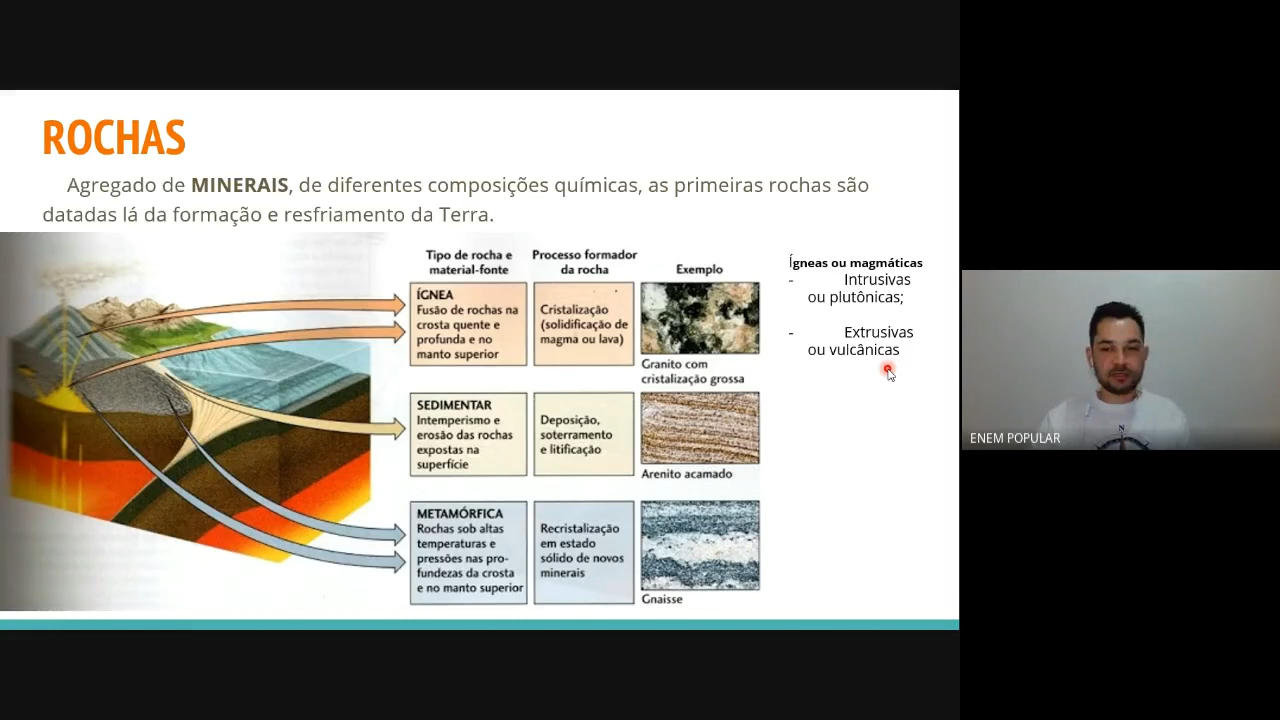 ROCHAS
Agregado de MINERAIS, de diferentes composições químicas, as primeiras rochas são
datadas lá da formação e resfriamento da Terra.
Tipo de rocha e
material-fonte
Processo formador
da rocha
Exemplo
ÍGNEA
Fusão de rochas na
crosta quente e
profunda e no
manto superior
Cristalização
(solidificação de
magma ou lava)
Granito com
cristalização grossa
SEDIMENTAR
Intemperismo e
erosão das rochas
expostas na
superfície
Deposição,
soterramento
e litificação
Arenito acamado
METAMÓRFICA
Rochas sob altas
temperaturas e
pressões nas pro-
fundezas da crosta
e no manto superior
Recristalização
em estado
sólido de novos
minerais
Gnaisse
Ígneas ou magmáticas
- Intrusivas
ou plutônicas;
- Extrusivas
ou vulcânicas
N
ENEM POPULAR